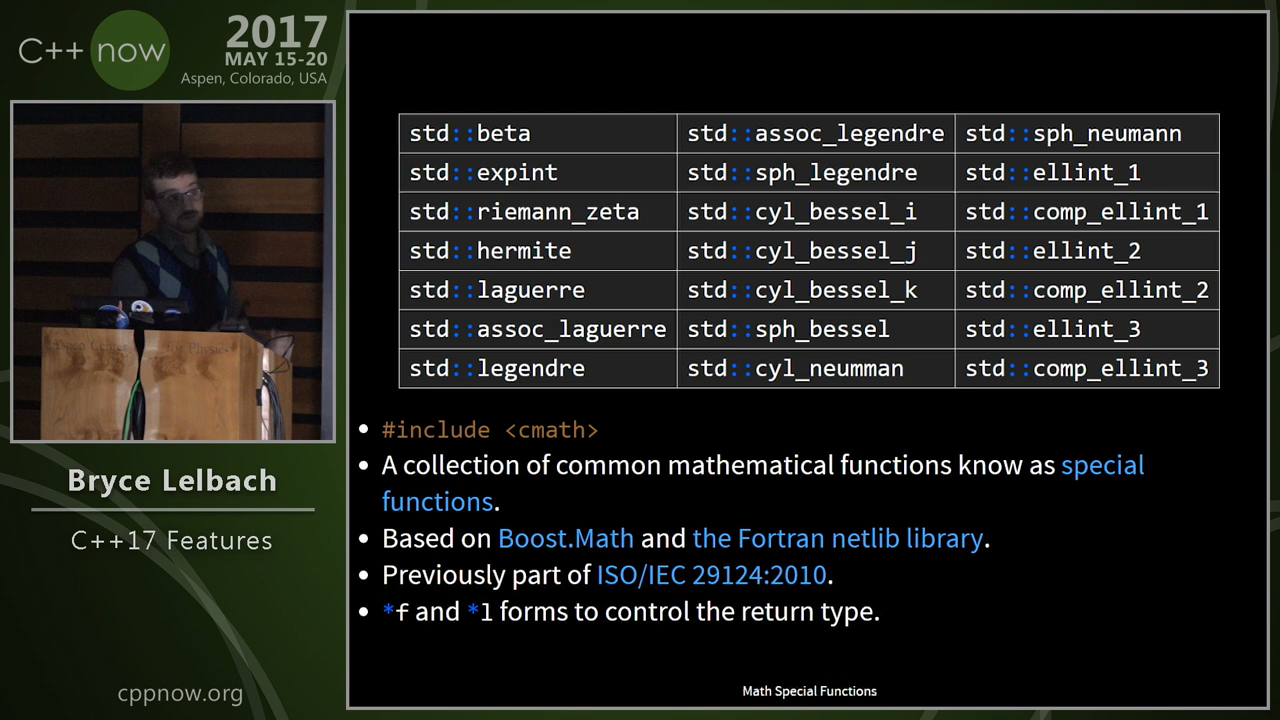 C++ now
2017
MAY 15-20
Aspen, Colorado, USA
Aspen Center for Physics
Bryce Lelbach
C++17 Features
cppnow.org
std::beta std::assoc_legendre std::sph_neumann
std::expint std::sph_legendre std::ellint_1
std::riemann_zeta std::cyl_bessel_i std::comp_ellint_1
std::hermite std::cyl_bessel_j std::ellint_2
std::laguerre std::cyl_bessel_k std::comp_ellint_2
std::assoc_laguerre std::sph_bessel std::ellint_3
std::legendre std::cyl_neumman std::comp_ellint_3
• #include <cmath>
• A collection of common mathematical functions know as special
functions.
• Based on Boost.Math and the Fortran netlib library.
• Previously part of ISO/IEC 29124:2010.
• *f and *l forms to control the return type.
Math Special Functions